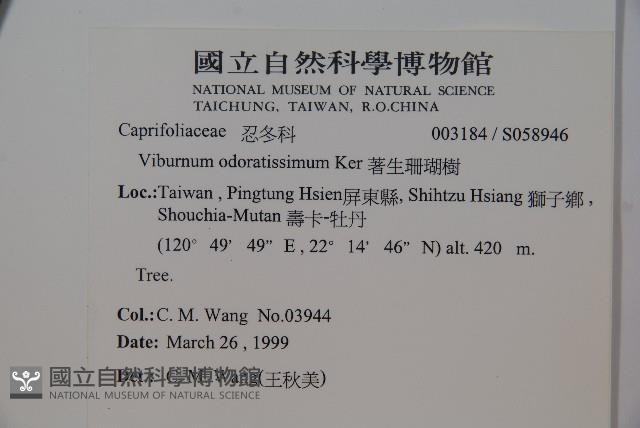 國立自然科學博物館
NATIONAL MUSEUM OF NATURAL SCIENCE
TAICHUNG, TAIWAN, R.O.CHINA
Caprifoliaceae 忍冬科 003184 / S058946
Viburnum odoratissimum Ker 著生珊瑚樹
Loc.:Taiwan , Pingtung Hsien屏東縣, Shihtzu Hsiang 獅子鄉 ,
Shouchia-Mutan 壽卡-牡丹
(120° 49' 49” E , 22° 14' 46” N) alt. 420 m.
Tree.
Col.:C. M. Wang No.03944
Date: March 26 , 1999
Det.: C. M. Wang(王秋美)
國立自然科學博物館
NATIONAL MUSEUM OF NATURAL SCIENCE